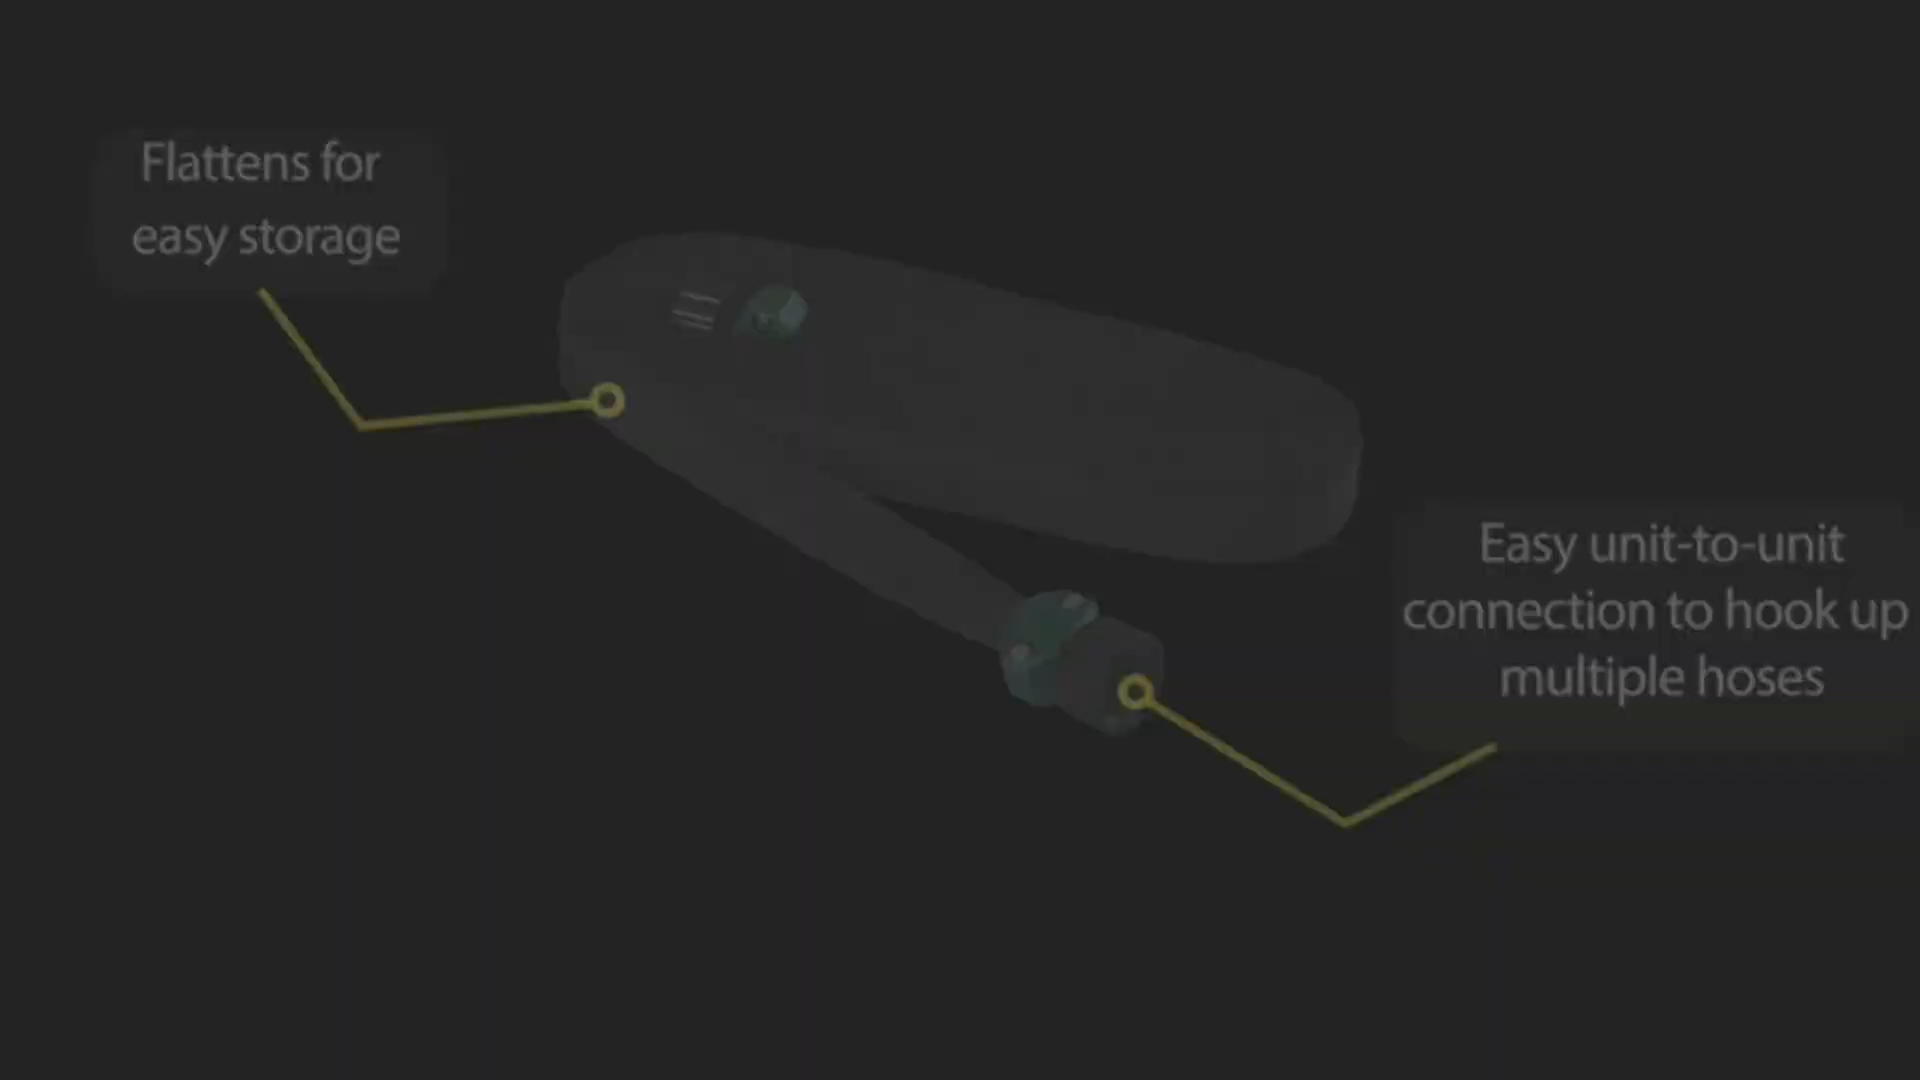 Flattens for
easy storage
Easy unit-to-unit
connection to hook up
multiple hoses